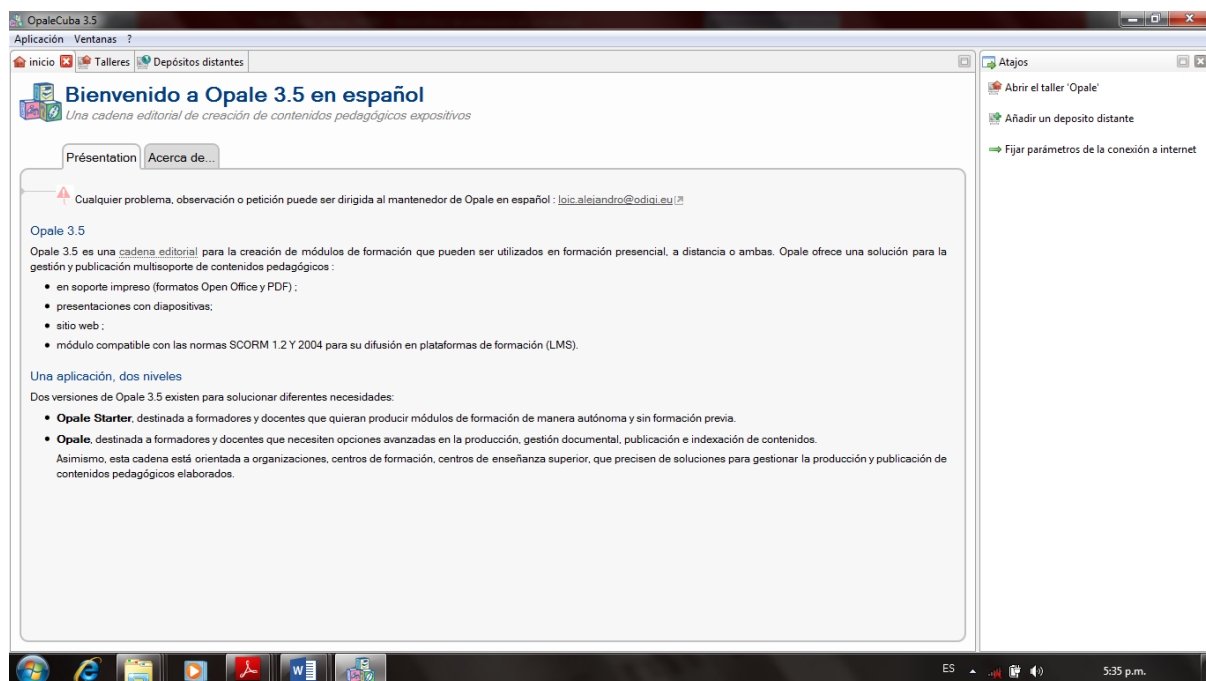 OpaleCuba 3.5
Aplicación Ventanas ?
inicio Talleres Depósitos distantes
Atajos
Bienvenido a Opale 3.5 en español
Una cadena editorial de creación de contenidos pedagógicos expositivos
Abrir el taller 'Opale'
Añadir un deposito distante
Fijar parámetros de la conexión a internet
Présentation Acerca de...
Cualquier problema, observación o petición puede ser dirigida al mantenedor de Opale en español : loic.alejandro@odigi.eu
Opale 3.5
Opale 3.5 es una cadena editorial para la creación de módulos de formación que pueden ser utilizados en formación presencial, a distancia o ambas. Opale ofrece una solución para la
gestión y publicación multisoporte de contenidos pedagógicos :
• en soporte impreso (formatos Open Office y PDF) ;
• presentaciones con diapositivas;
• sitio web ;
• módulo compatible con las normas SCORM 1.2 Y 2004 para su difusión en plataformas de formación (LMS).
Una aplicación, dos niveles
Dos versiones de Opale 3.5 existen para solucionar diferentes necesidades:
• Opale Starter, destinada a formadores y docentes que quieran producir módulos de formación de manera autónoma y sin formación previa.
• Opale, destinada a formadores y docentes que necesiten opciones avanzadas en la producción, gestión documental, publicación e indexación de contenidos.
Asimismo, esta cadena está orientada a organizaciones, centros de formación, centros de enseñanza superior, que precisen de soluciones para gestionar la producción y publicación de
contenidos pedagógicos elaborados.
ES 5:35 p.m.